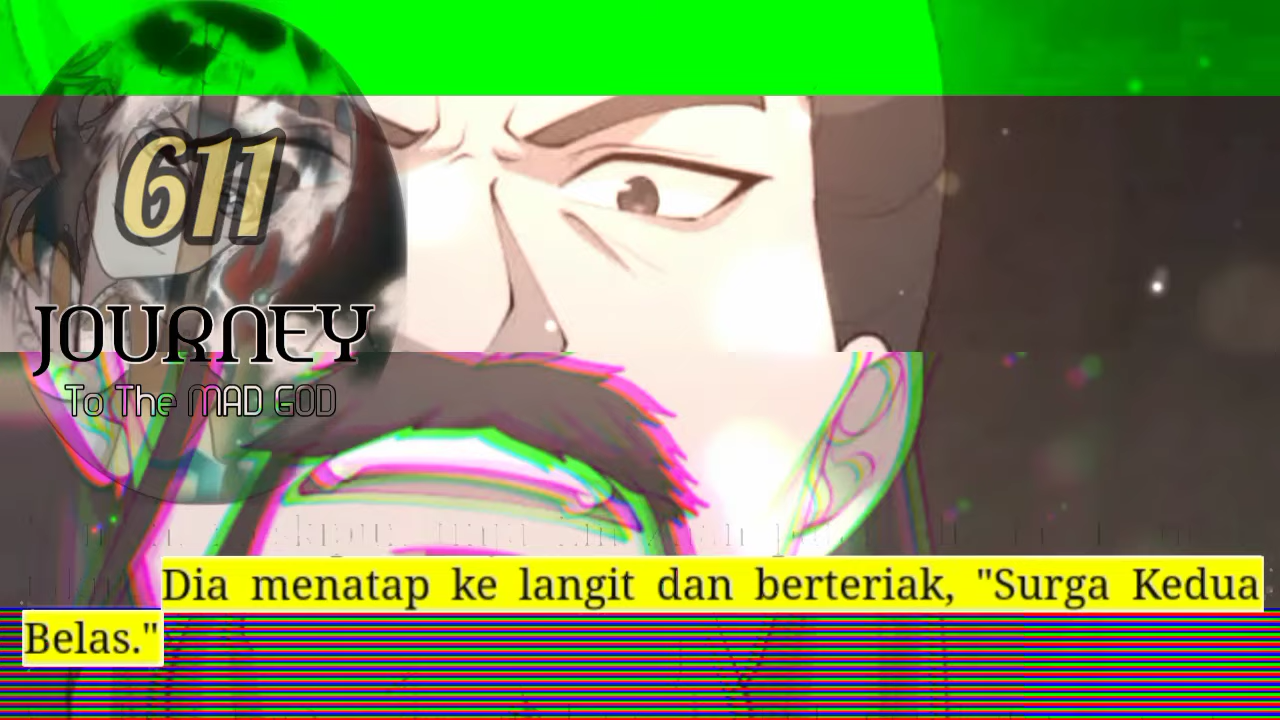 611
JOURNEY
To The MAD GOD
Dia menatap ke langit dan berteriak, "Surga Kedua
Belas."